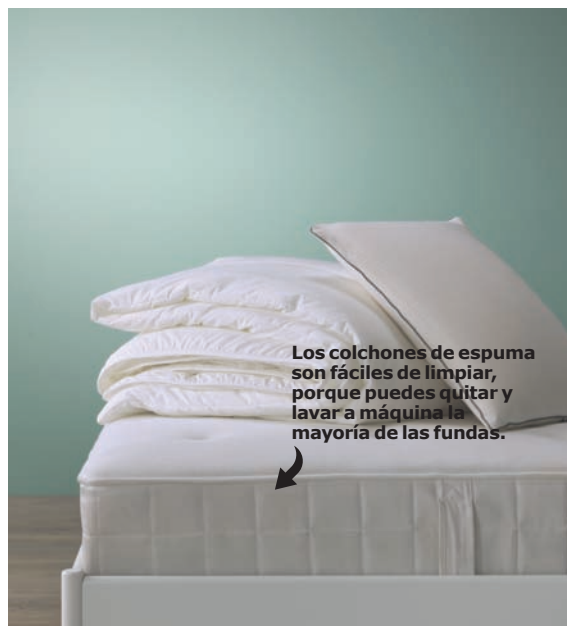 Los colchones de espuma
son fáciles de limpiar,
porque puedes quitar y
lavar a máquina la
mayoría de las fundas.